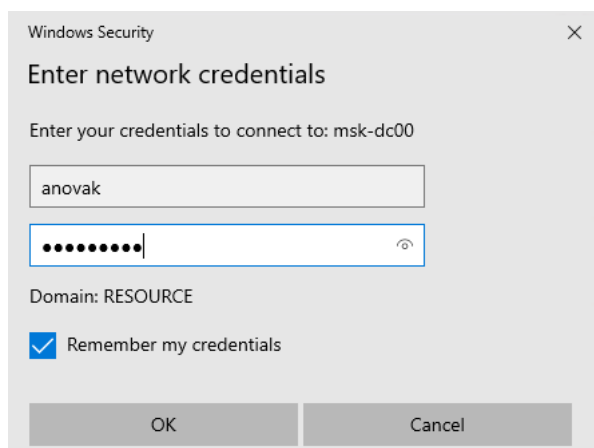 Windows Security
Enter network credentials
Enter your credentials to connect to: msk-dc00
anovak
●●●●●●●●●
Domain: RESOURCE
Remember my credentials
OK
Cancel